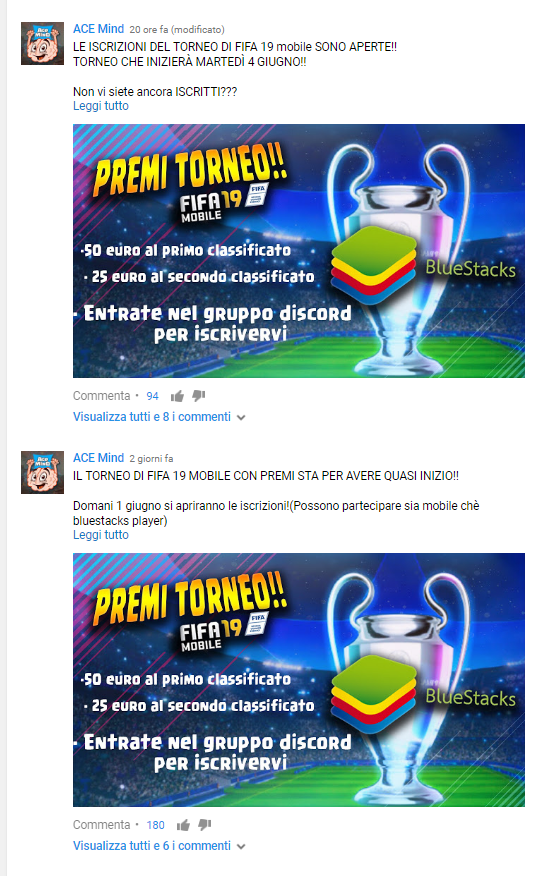 ACE Mind 20 ore fa (modificato)
LE ISCRIZIONI DEL TORNEO DI FIFA 19 mobile SONO APERTE!!
TORNEO CHE INIZIERÀ MARTEDÌ 4 GIUGNO!!
Non vi siete ancora ISCRITTI???
Leggi tutto
PREMI TORNEO!!
FIFA 19 FIFA
MOBILE
·50 euro al primo classificato
· 25 euro al secondo classificato
BlueStacks
· Entrate nel gruppo discord
per iscrivervi
Commenta • 94
Visualizza tutti e 8 i commenti
ACE Mind 2 giorni fa
IL TORNEO DI FIFA 19 MOBILE CON PREMI STA PER AVERE QUASI INIZIO!!
Domani 1 giugno si apriranno le iscrizioni!(Possono partecipare sia mobile chè
bluestacks player)
Leggi tutto
PREMI TORNEO!!
FIFA 19 FIFA
MOBILE
·50 euro al primo classificato
· 25 euro al secondo classificato
BlueStacks
· Entrate nel gruppo discord
per iscrivervi
Commenta • 180
Visualizza tutti e 6 i commenti